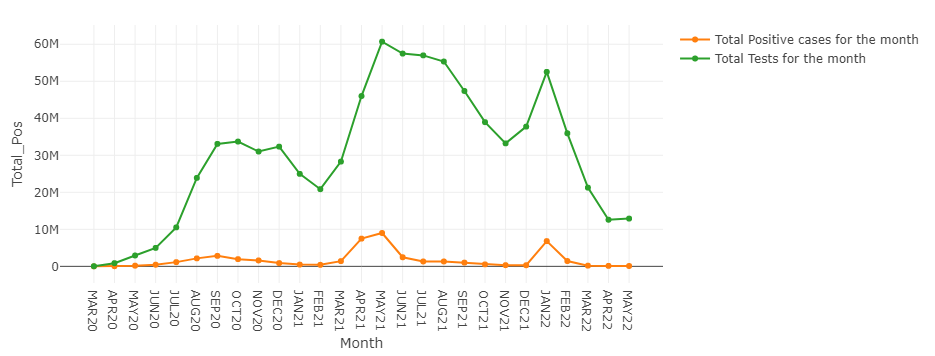 Total Positive cases for the month
Total Tests for the month
Total_Pos
60M
50M
40M
30M
20M
10M
0
MAR20
APR20
MAY20
JUN20
JUL20
AUG20
SEP20
OCT20
NOV20
DEC20
JAN21
FEB21
MAR21
APR21
MAY21
JUN21
JUL21
AUG21
SEP21
OCT21
NOV21
DEC21
JAN22
FEB22
MAR22
APR22
MAY22
Month